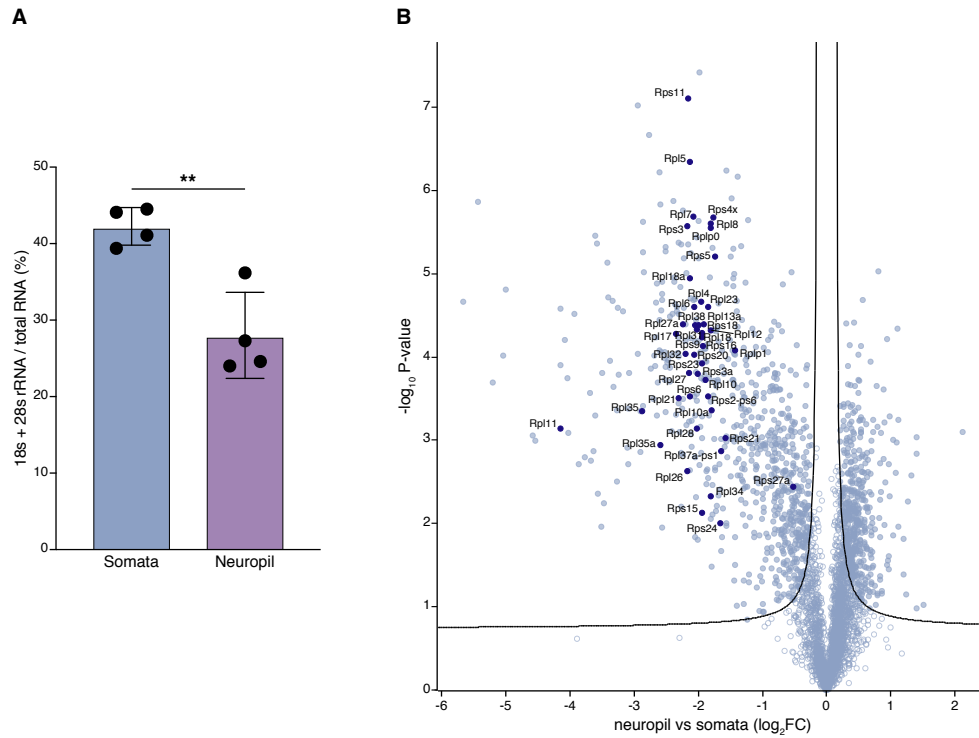 A
B
18s + 28s rRNA / total RNA (%)
50
40
30
20
10
0
**
Somata
Neuropil
-log10 P-value
7
6
5
4
3
2
1
0
Rps11
Rpl5
Rpl7
Rps4x
Rps3
Rpl8
Rplp0
Rps5
Rpl18a
Rpl4
Rpl6
Rpl23
Rpl38
Rpl13a
Rpl27a
Rps18
Rpl17
Rpl31
Rpl18
Rpl12
Rps9
Rps16
Rpl32
Rps20
Rplp1
Rps23
Rps3a
Rpl27
Rpl10
Rps6
Rpl21
Rps2-ps6
Rpl35
Rpl10a
Rpl11
Rpl28
Rps21
Rpl35a
Rpl37a-ps1
Rpl26
Rps27a
Rpl34
Rps15
Rps24
-6
-5
-4
-3
-2
-1
0
1
2
neuropil vs somata (log2FC)